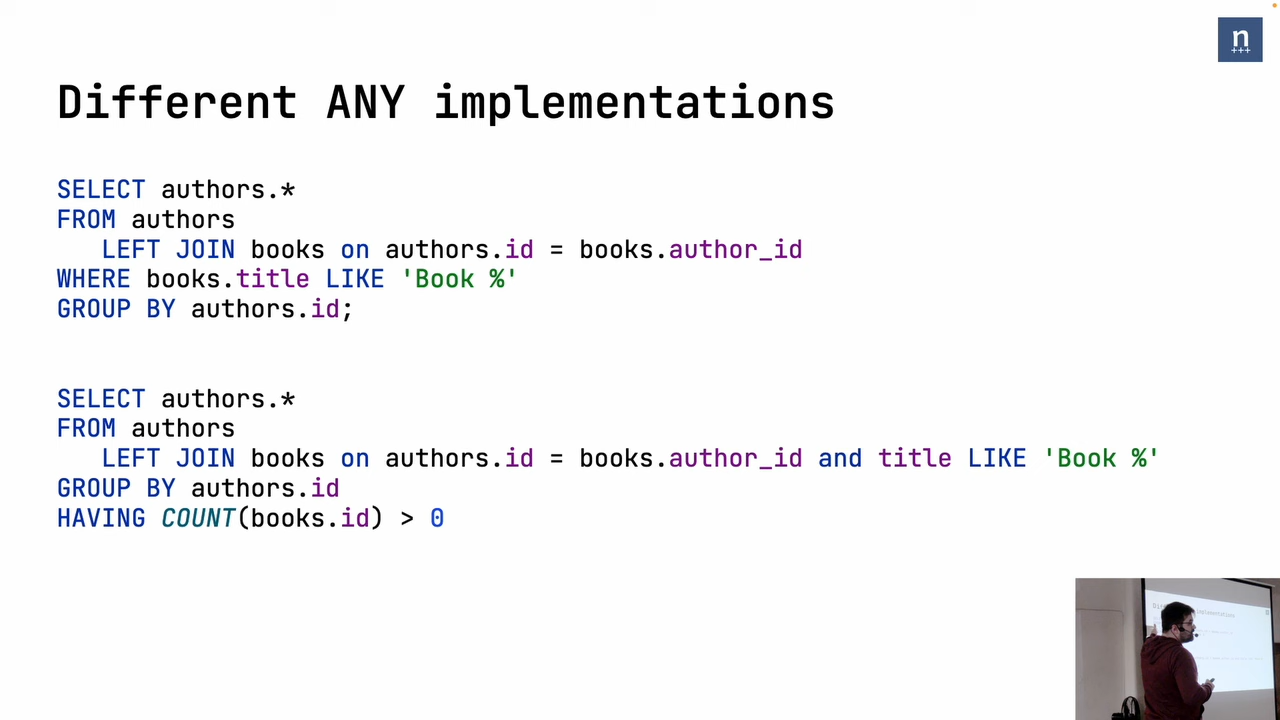 n
+++
Different ANY implementations
SELECT authors.*
FROM authors
LEFT JOIN books on authors.id = books.author_id
WHERE books.title LIKE 'Book %'
GROUP BY authors.id;
SELECT authors.*
FROM authors
LEFT JOIN books on authors.id = books.author_id and title LIKE 'Book %'
GROUP BY authors.id
HAVING COUNT(books.id) > 0